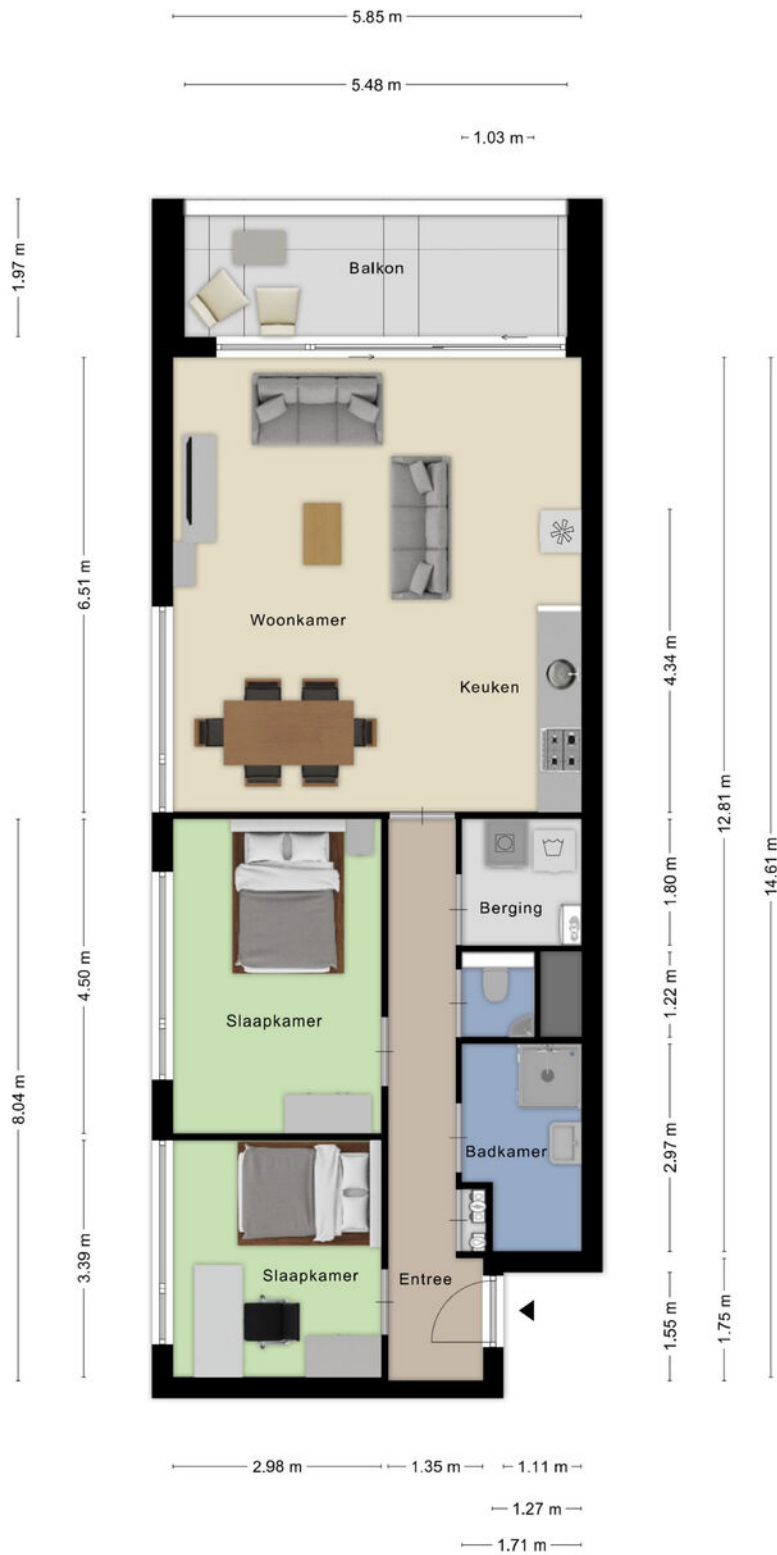 5.85 m
5.48 m
1.03 m
1.97 m
Balkon
6.51 m
Woonkamer
Keuken
4.34 m
12.81 m
14.61 m
Berging
1.80 m
4.50 m
Slaapkamer
1.22 m
8.04 m
Badkamer
2.97 m
3.39 m
Slaapkamer
Entree
1.55 m
1.75 m
2.98 m
1.35 m
1.11 m
1.27 m
1.71 m